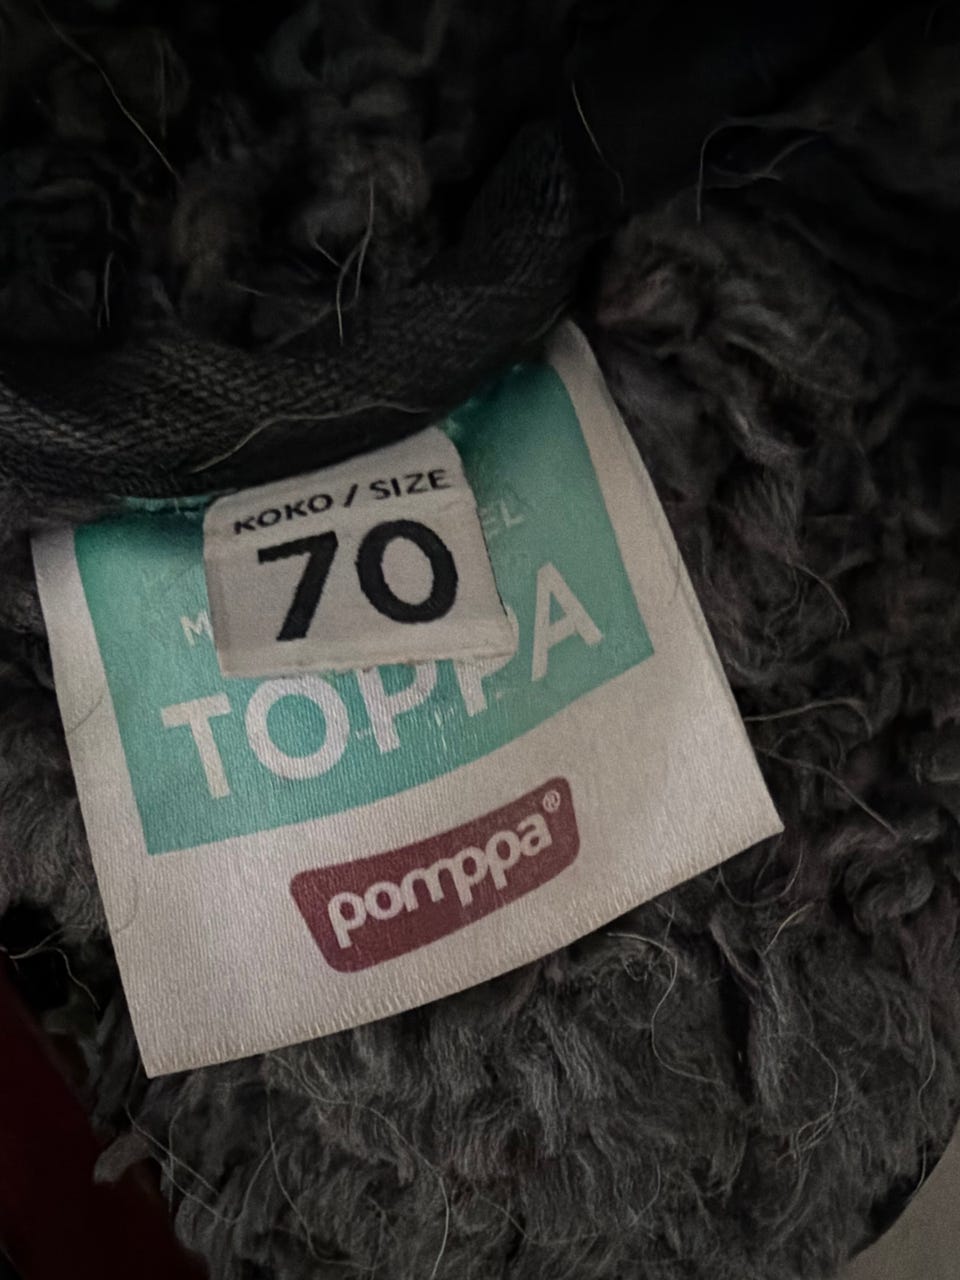 KOKO / SIZE
70
TOPPA
pomppa®